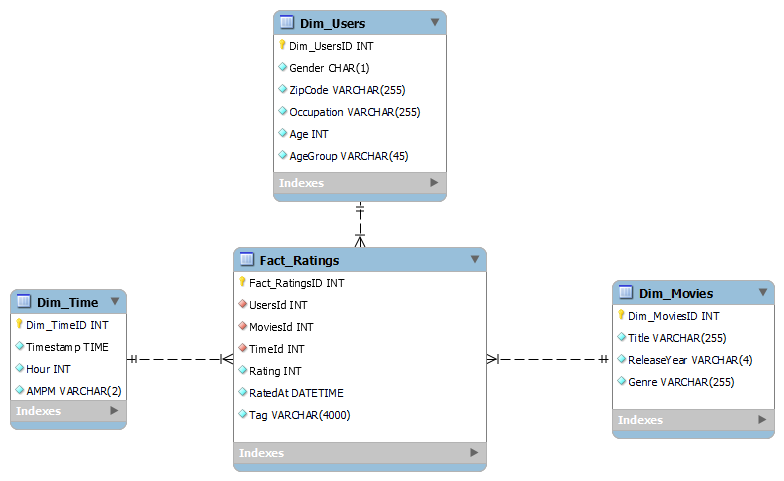 Dim_Users
Dim_UsersID INT
Gender CHAR(1)
ZipCode VARCHAR(255)
Occupation VARCHAR(255)
Age INT
AgeGroup VARCHAR(45)
Indexes
Fact_Ratings
Fact_RatingsID INT
UsersId INT
MoviesId INT
TimeId INT
Rating INT
RatedAt DATETIME
Tag VARCHAR(4000)
Indexes
Dim_Time
Dim_TimeID INT
Timestamp TIME
Hour INT
AMPM VARCHAR(2)
Indexes
Dim_Movies
Dim_MoviesID INT
Title VARCHAR(255)
ReleaseYear VARCHAR(4)
Genre VARCHAR(255)
Indexes